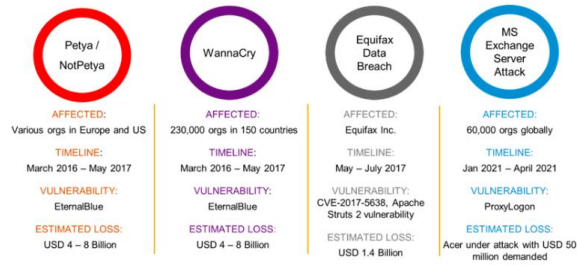 Petya /
NotPetya
AFFECTED:
Various orgs in Europe and US
TIMELINE:
March 2016 – May 2017
VULNERABILITY:
EternalBlue
ESTIMATED LOSS:
USD 4 – 8 Billion
WannaCry
AFFECTED:
230,000 orgs in 150 countries
TIMELINE:
March 2016 – May 2017
VULNERABILITY:
EternalBlue
ESTIMATED LOSS:
USD 4 – 8 Billion
Equifax
Data
Breach
AFFECTED:
Equifax Inc.
TIMELINE:
May – July 2017
VULNERABILITY:
CVE-2017-5638, Apache
Struts 2 vulnerability
ESTIMATED LOSS:
USD 1.4 Billion
MS
Exchange
Server
Attack
AFFECTED:
60,000 orgs globally
TIMELINE:
Jan 2021 – April 2021
VULNERABILITY:
ProxyLogon
ESTIMATED LOSS:
Acer under attack with USD 50
million demanded